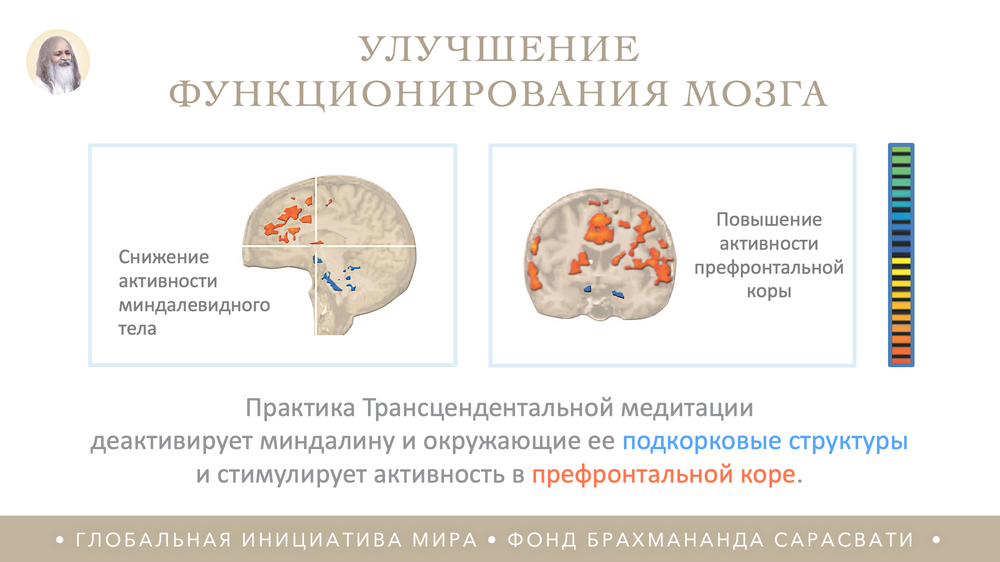 УЛУЧШЕНИЕ
ФУНКЦИОНИРОВАНИЯ МОЗГА
Снижение
активности
миндалевидного
тела
Повышение
активности
префронтальной
коры
Практика Трансцендентальной медитации
деактивирует миндалину и окружающие ее подкорковые структуры
и стимулирует активность в префронтальной коре.
• ГЛОБАЛЬНАЯ ИНИЦИАТИВА МИРА • ФОНД БРАХМАНАНДА САРАСВАТИ •